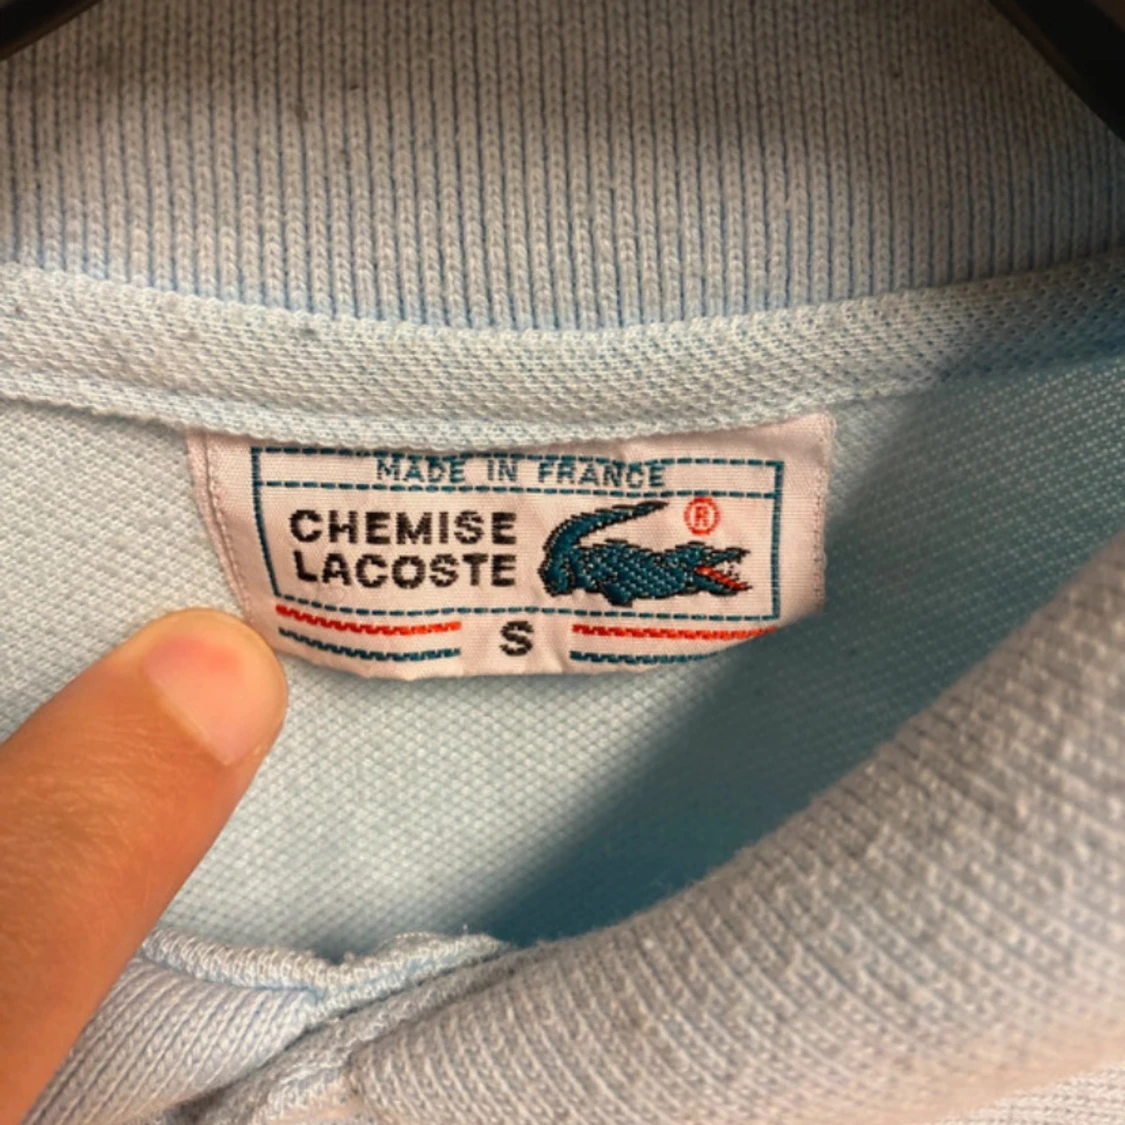 MADE IN FRANCE
CHEMISE
LACOSTE
®
S